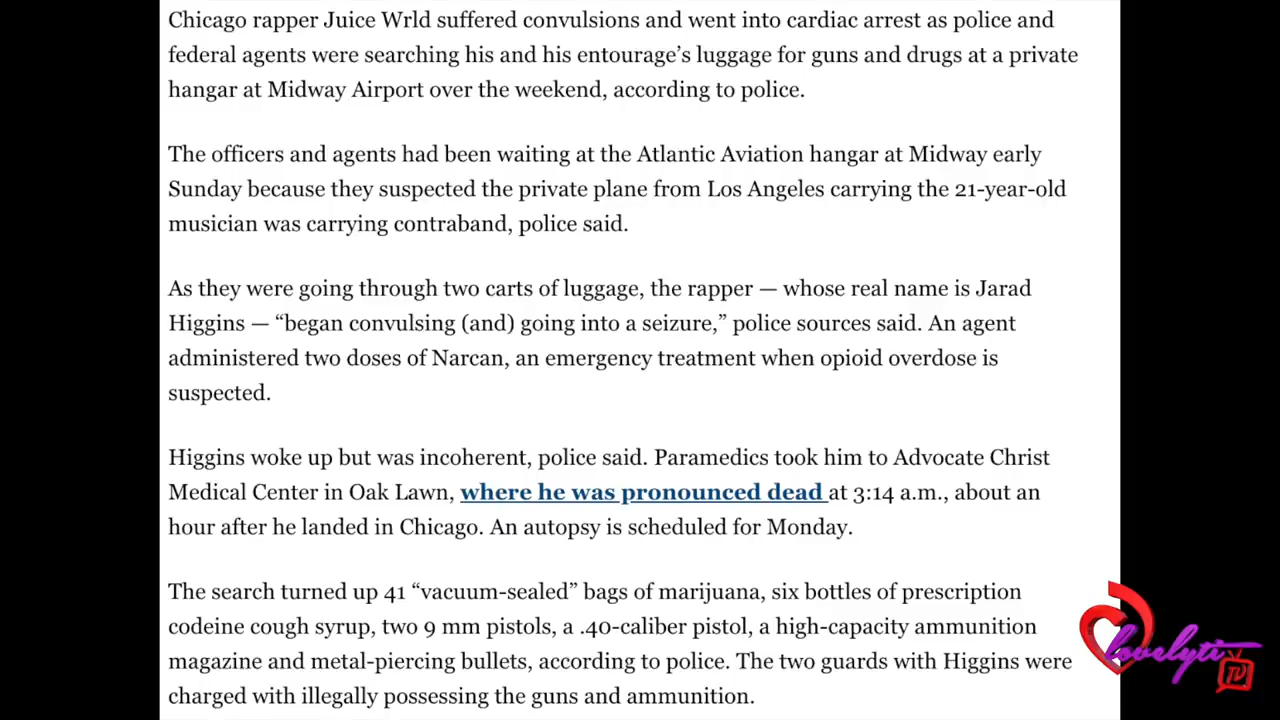 Chicago rapper Juice Wrld suffered convulsions and went into cardiac arrest as police and
federal agents were searching his and his entourage’s luggage for guns and drugs at a private
hangar at Midway Airport over the weekend, according to police.
The officers and agents had been waiting at the Atlantic Aviation hangar at Midway early
Sunday because they suspected the private plane from Los Angeles carrying the 21-year-old
musician was carrying contraband, police said.
As they were going through two carts of luggage, the rapper — whose real name is Jarad
Higgins — “began convulsing (and) going into a seizure,” police sources said. An agent
administered two doses of Narcan, an emergency treatment when opioid overdose is
suspected.
Higgins woke up but was incoherent, police said. Paramedics took him to Advocate Christ
Medical Center in Oak Lawn, where he was pronounced dead at 3:14 a.m., about an
hour after he landed in Chicago. An autopsy is scheduled for Monday.
The search turned up 41 “vacuum-sealed” bags of marijuana, six bottles of prescription
codeine cough syrup, two 9 mm pistols, a .40-caliber pistol, a high-capacity ammunition
magazine and metal-piercing bullets, according to police. The two guards with Higgins were
charged with illegally possessing the guns and ammunition.
lovelyti
TV